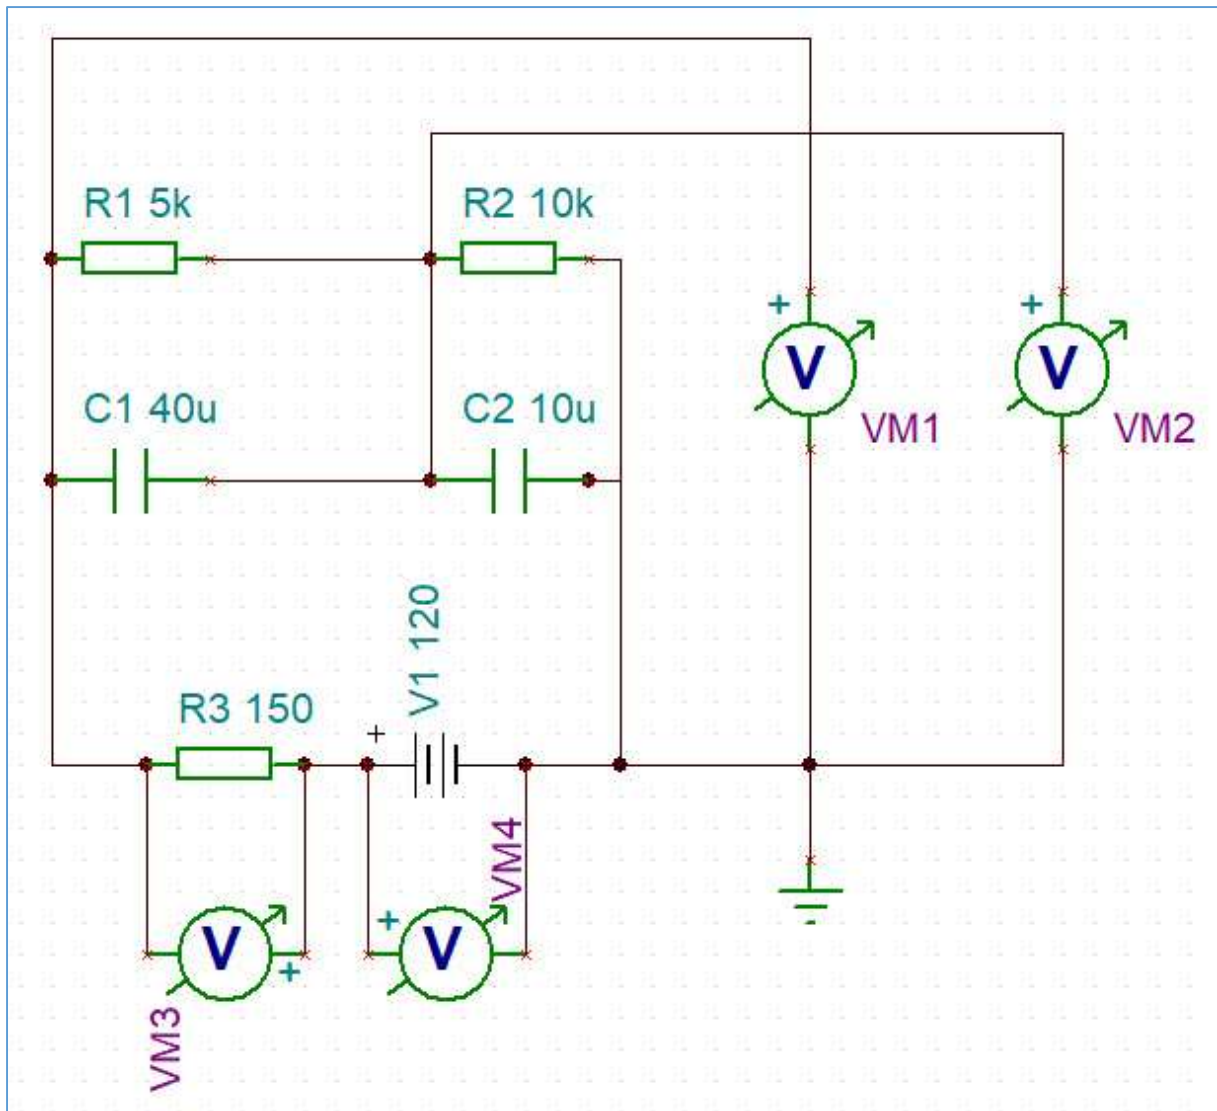 R1 5k
R2 10k
+
+
V
V
VM1
VM2
C1 40u
C2 10u
V1 120
R3 150
+
VM4
+
V
V
+
VM3